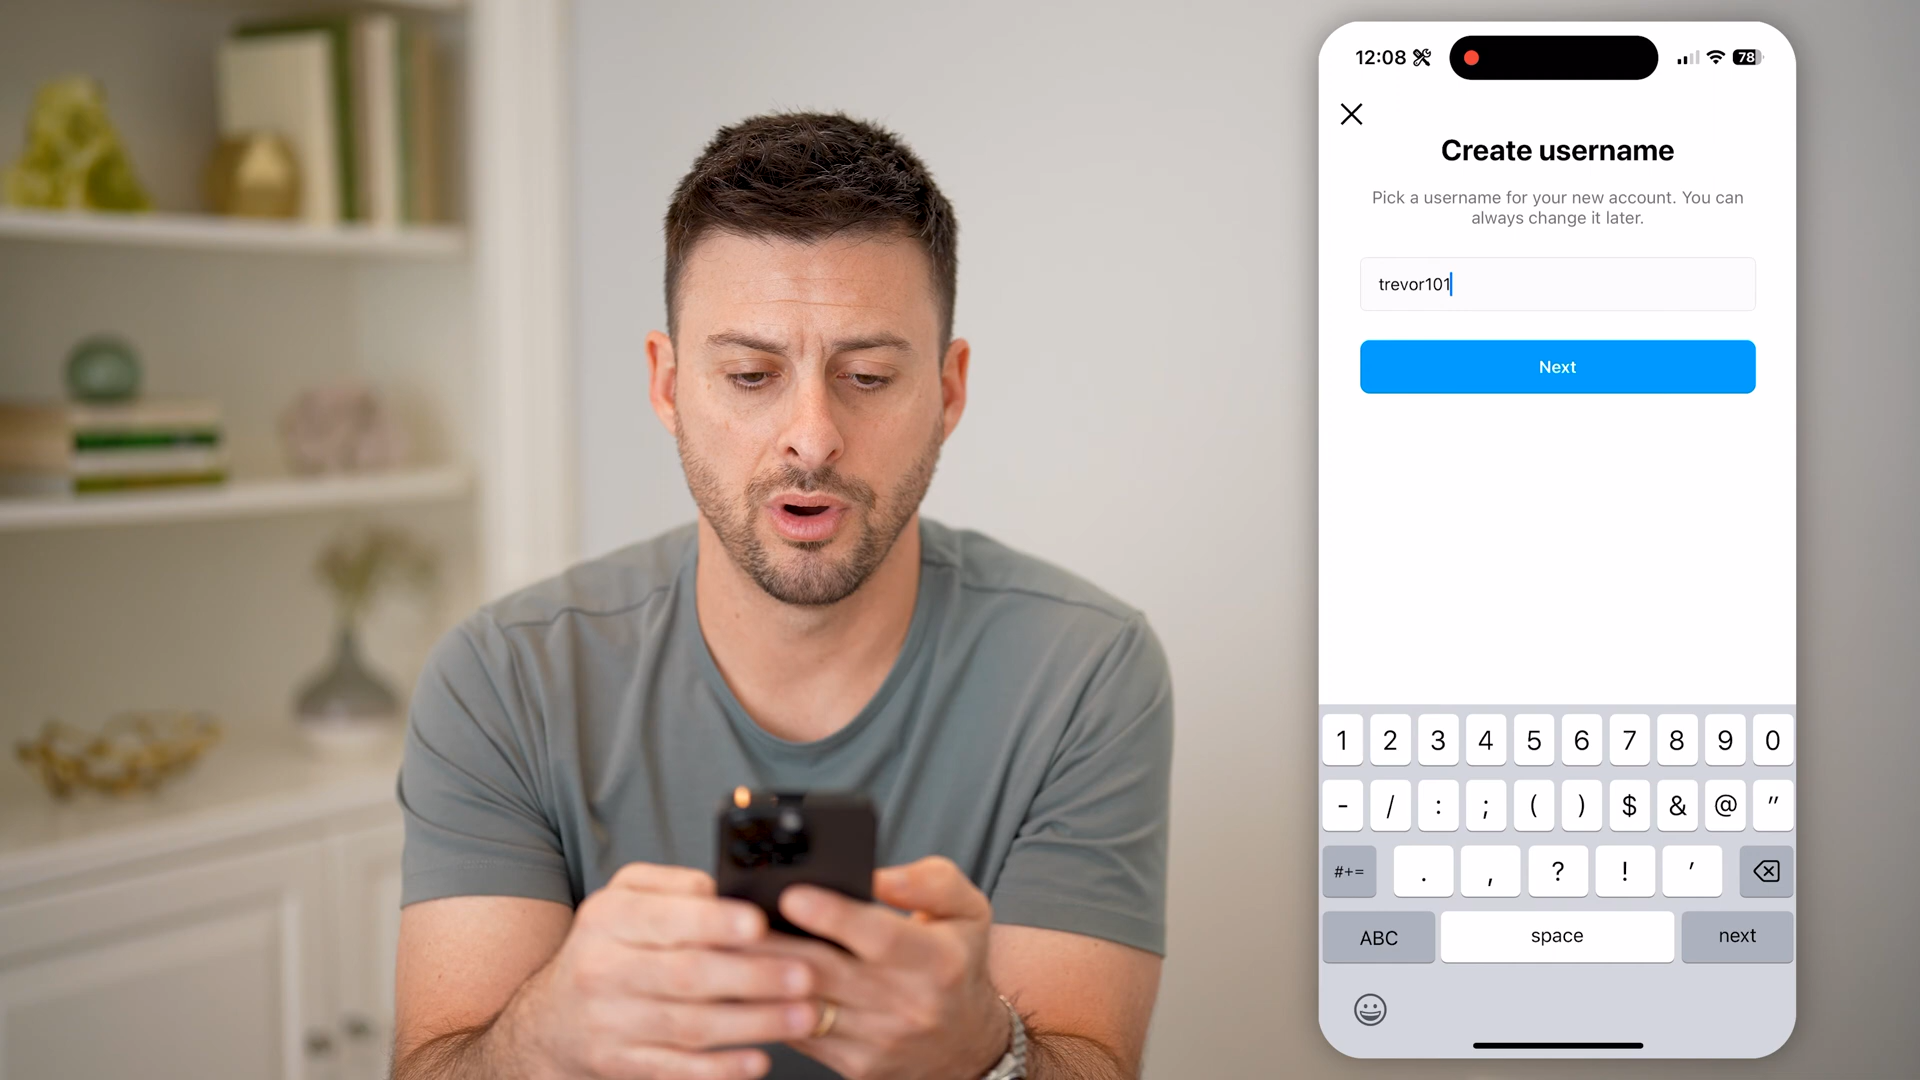 12:08
78
Create username
Pick a username for your new account. You can
always change it later.
trevor101
Next
1 2 3 4 5 6 7 8 9 0
- / : ; ( ) $ & @ "
#+= . , ? ! '
ABC space next